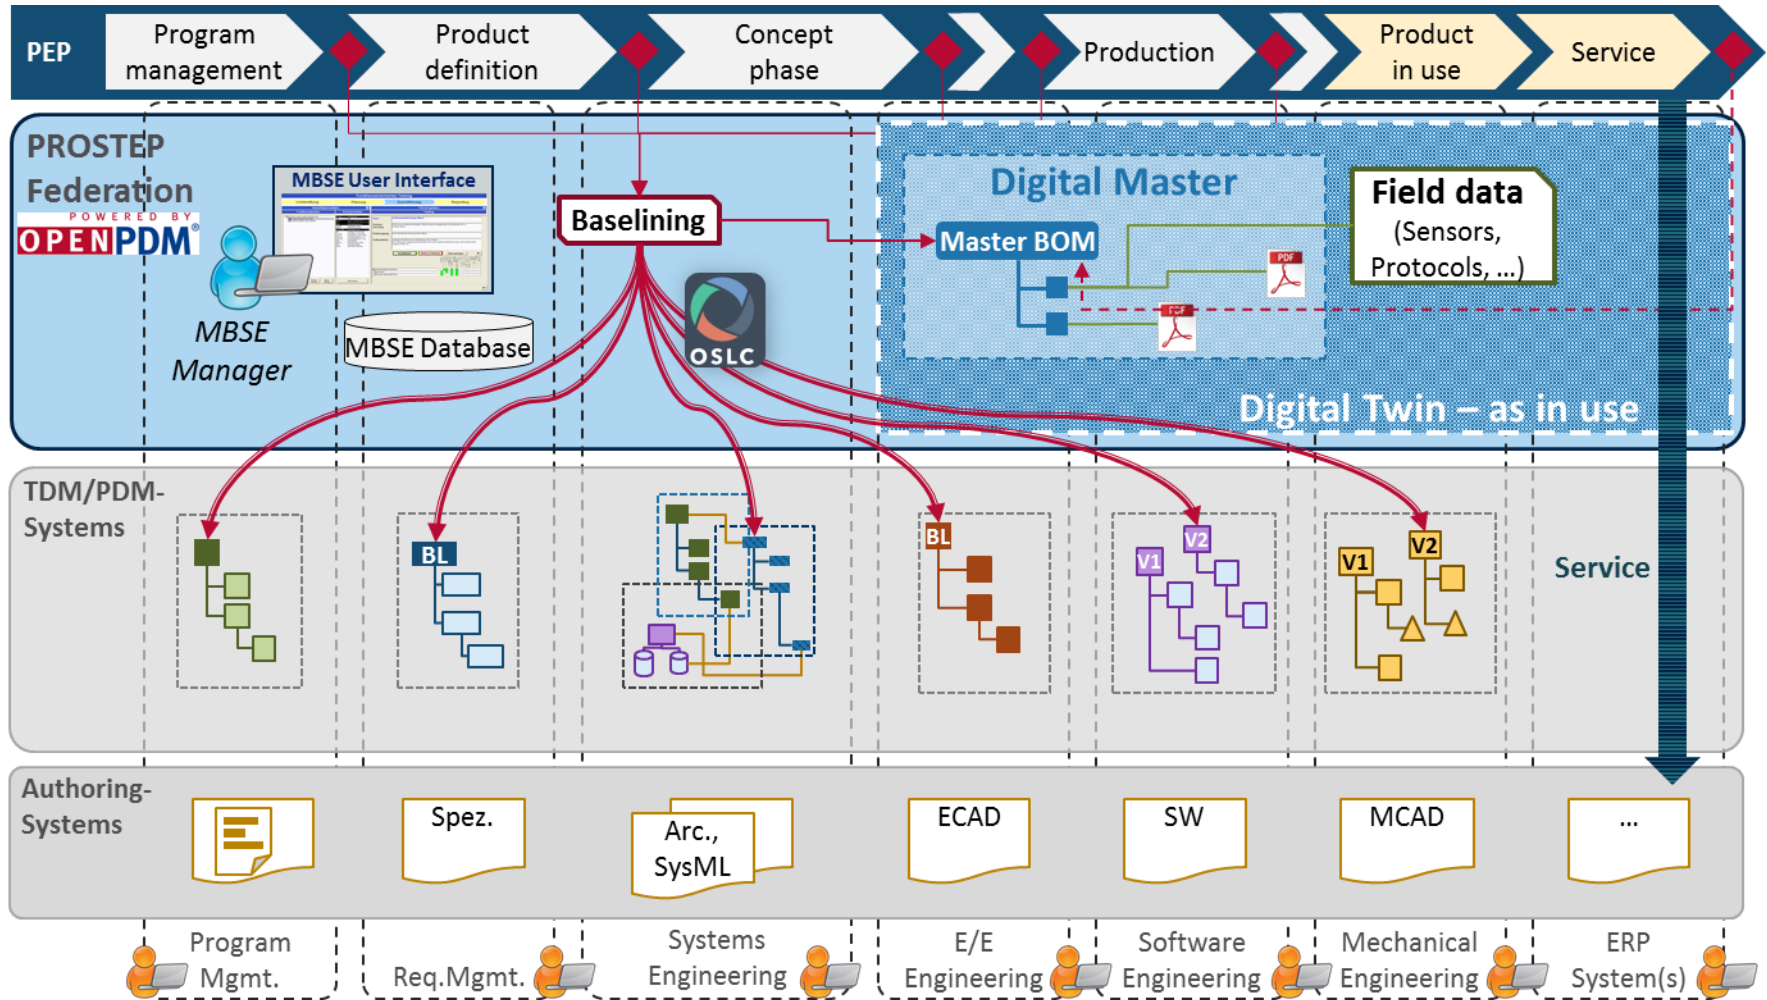 PEP
Program
management
Product
definition
Concept
phase
Production
Product
in use
Service
PROSTEP
Federation
POWERED BY
OPENPDM®
MBSE User Interface
MBSE
Manager
MBSE Database
Baselining
OSLC
Digital Master
Master BOM
PDF
PDF
Field data
(Sensors,
Protocols, ...)
Digital Twin – as in use
TDM/PDM-
Systems
BL
BL
V1
V2
V1
V2
Service
Authoring-
Systems
Spez.
Arc.,
SysML
ECAD
SW
MCAD
...
Program
Mgmt.
Req.Mgmt.
Systems
Engineering
E/E
Engineering
Software
Engineering
Mechanical
Engineering
ERP
System(s)